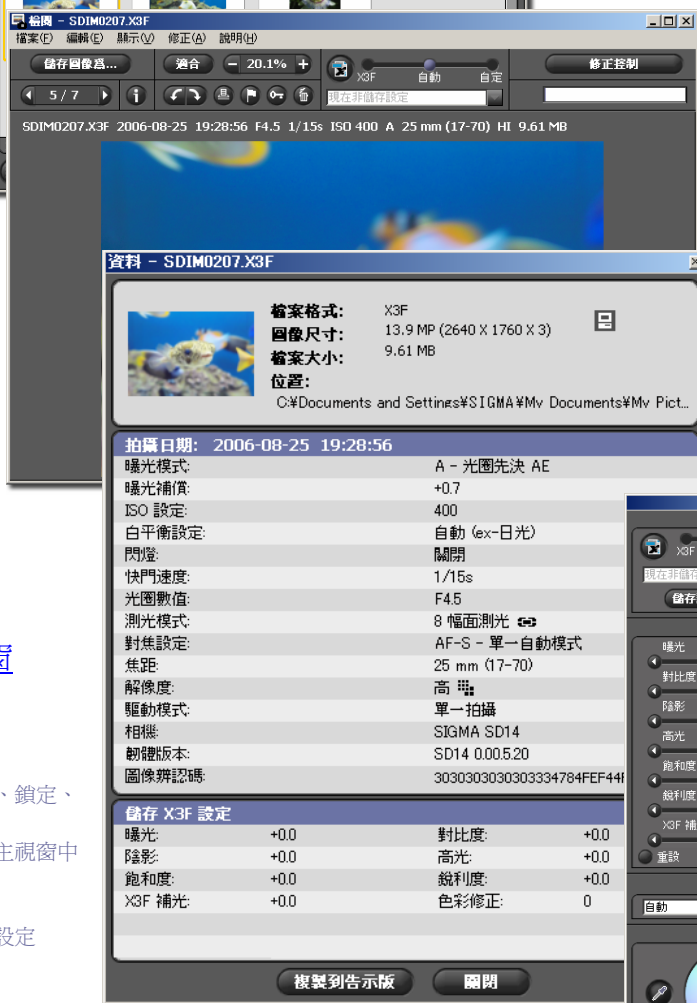 檢閱 - SDIM0207.X3F
檔案(F) 編輯(E) 顯示(V) 修正(A) 說明(H)
儲存圖像爲... 適合 − 20.1% + X3F 自動 自定 修正控制
5 / 7 現在非儲存設定
SDIM0207.X3F 2006-08-25 19:28:56 F4.5 1/15s ISO 400 A 25 mm (17-70) HI 9.61 MB
資料 - SDIM0207.X3F
檔案格式: X3F
圖像尺寸: 13.9 MP (2640 X 1760 X 3)
檔案大小: 9.61 MB
位置:
C:¥Documents and Settings¥SIGMA¥My Documents¥My Pict...
拍攝日期: 2006-08-25 19:28:56
曝光模式: A - 光圈先決 AE
曝光補償: +0.7
ISO 設定: 400
白平衡設定: 自動 (ex-日光)
閃燈: 關閉
快門速度: 1/15s
光圈數值: F4.5
測光模式: 8 幅面測光
對焦設定: AF-S - 單一自動模式
焦距: 25 mm (17-70)
解像度: 高
驅動模式: 單一拍攝
相機: SIGMA SD14
韌體版本: SD14 0.00.5.20
圖像辨認碼: 3030303030303334784FEF44F
儲存 X3F 設定
曝光: +0.0 對比度: +0.0
陰影: +0.0 高光: +0.0
飽和度: +0.0 銳利度: +0.0
X3F 補光: +0.0 色彩修正: 0
複製到告示版 關閉
X3F
現在非儲存
儲存
曝光
對比度
陰影
高光
飽和度
銳利度
X3F 補
重設
自動
窗
、鎖定、
主視窗中
設定